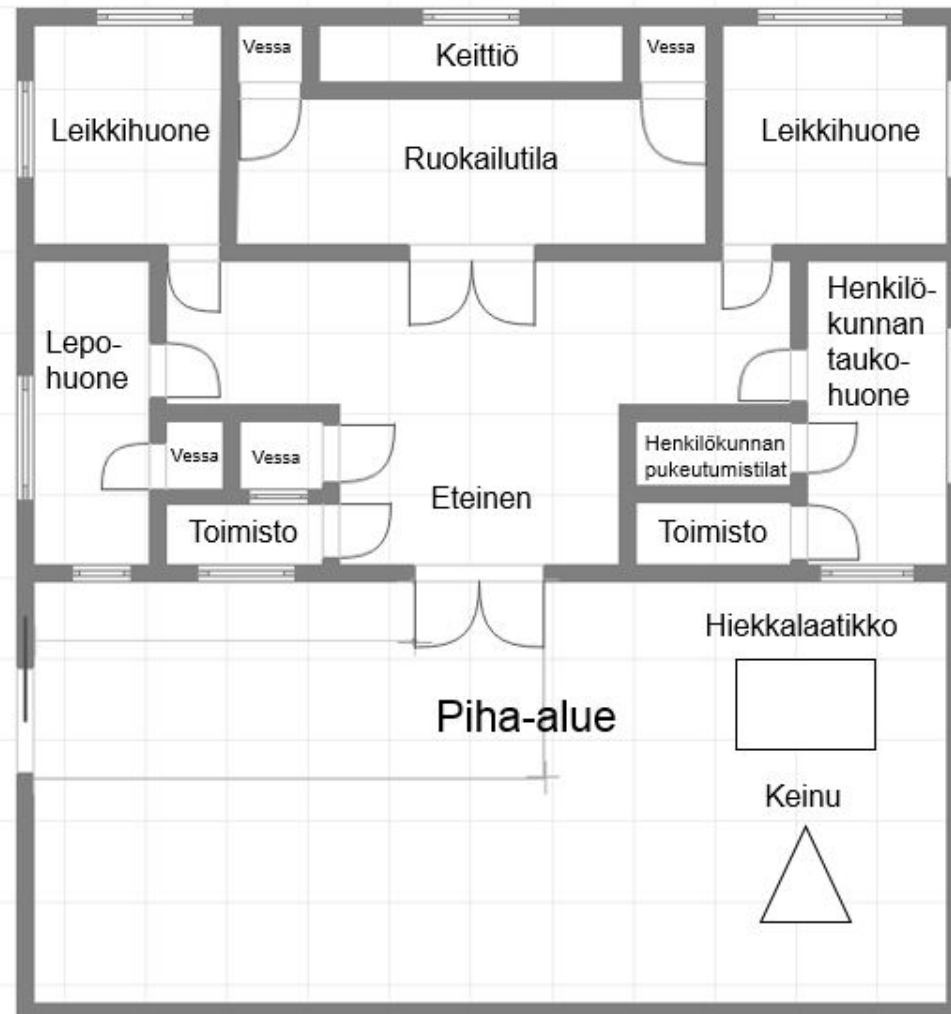 Vessa
Keittiö
Vessa
Leikkihuone
Ruokailutila
Leikkihuone
Lepo-
huone
Henkilö-
kunnan
tauko-
huone
Vessa
Vessa
Henkilökunnan
pukeutumistilat
Eteinen
Toimisto
Toimisto
Hiekkalaatikko
Piha-alue
Keinu